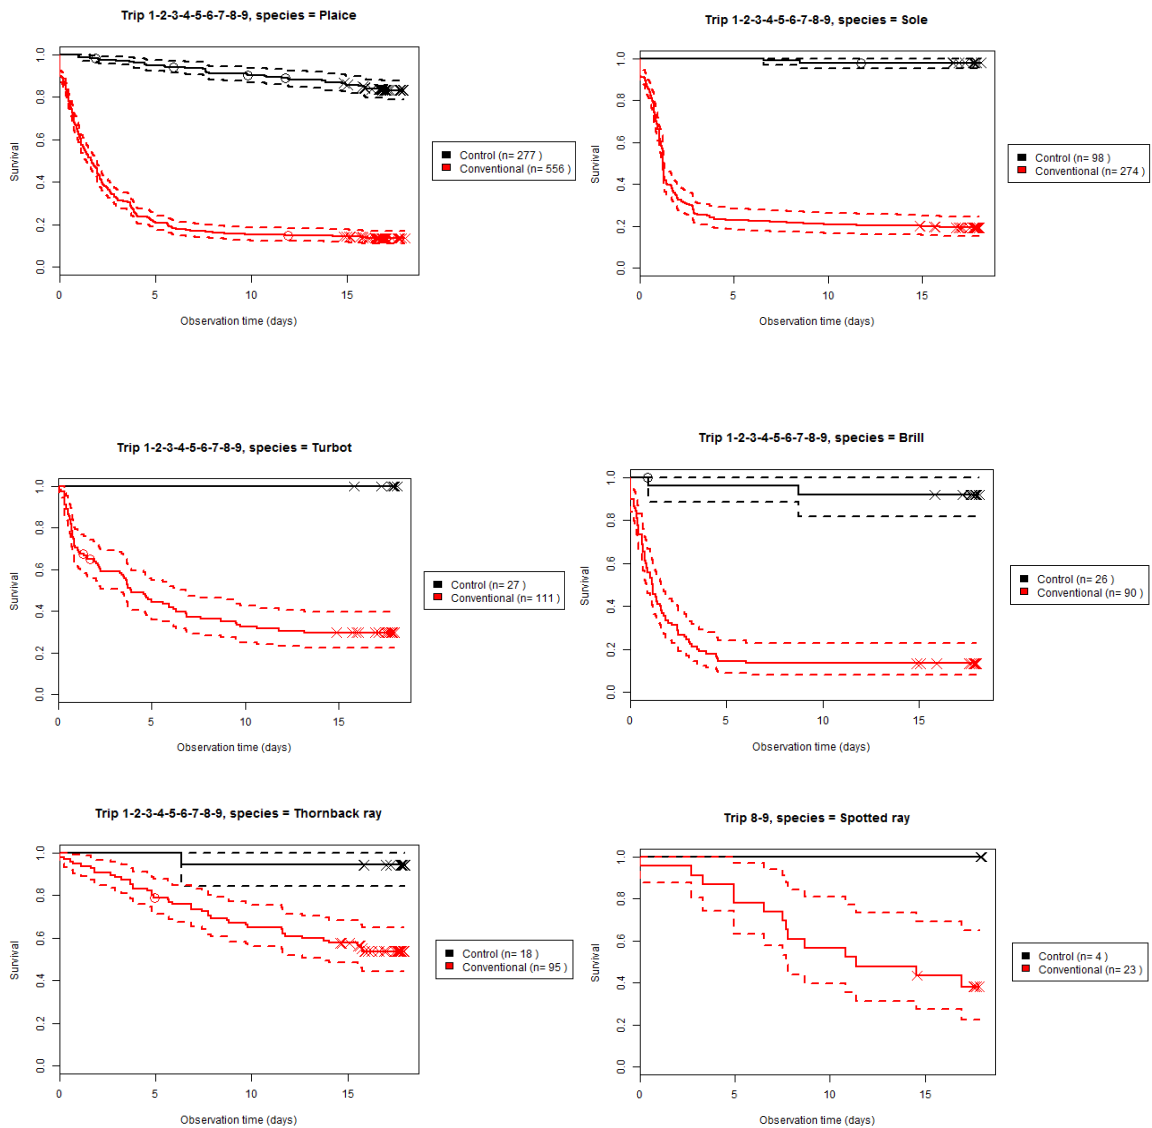 Trip 1-2-3-4-5-6-7-8-9, species = Plaice
Survival
1.0
0.8
0.6
0.4
0.2
0.0
0 5 10 15
Observation time (days)
Control (n= 277 )
Conventional (n= 556 )
Trip 1-2-3-4-5-6-7-8-9, species = Sole
Survival
1.0
0.8
0.6
0.4
0.2
0.0
0 5 10 15
Observation time (days)
Control (n= 98 )
Conventional (n= 274 )
Trip 1-2-3-4-5-6-7-8-9, species = Turbot
Survival
1.0
0.8
0.6
0.4
0.2
0.0
0 5 10 15
Observation time (days)
Control (n= 27 )
Conventional (n= 111 )
Trip 1-2-3-4-5-6-7-8-9, species = Brill
Survival
1.0
0.8
0.6
0.4
0.2
0.0
0 5 10 15
Observation time (days)
Control (n= 26 )
Conventional (n= 90 )
Trip 1-2-3-4-5-6-7-8-9, species = Thornback ray
Survival
1.0
0.8
0.6
0.4
0.2
0.0
0 5 10 15
Observation time (days)
Control (n= 18 )
Conventional (n= 95 )
Trip 8-9, species = Spotted ray
Survival
1.0
0.8
0.6
0.4
0.2
0.0
0 5 10 15
Observation time (days)
Control (n= 4 )
Conventional (n= 23 )